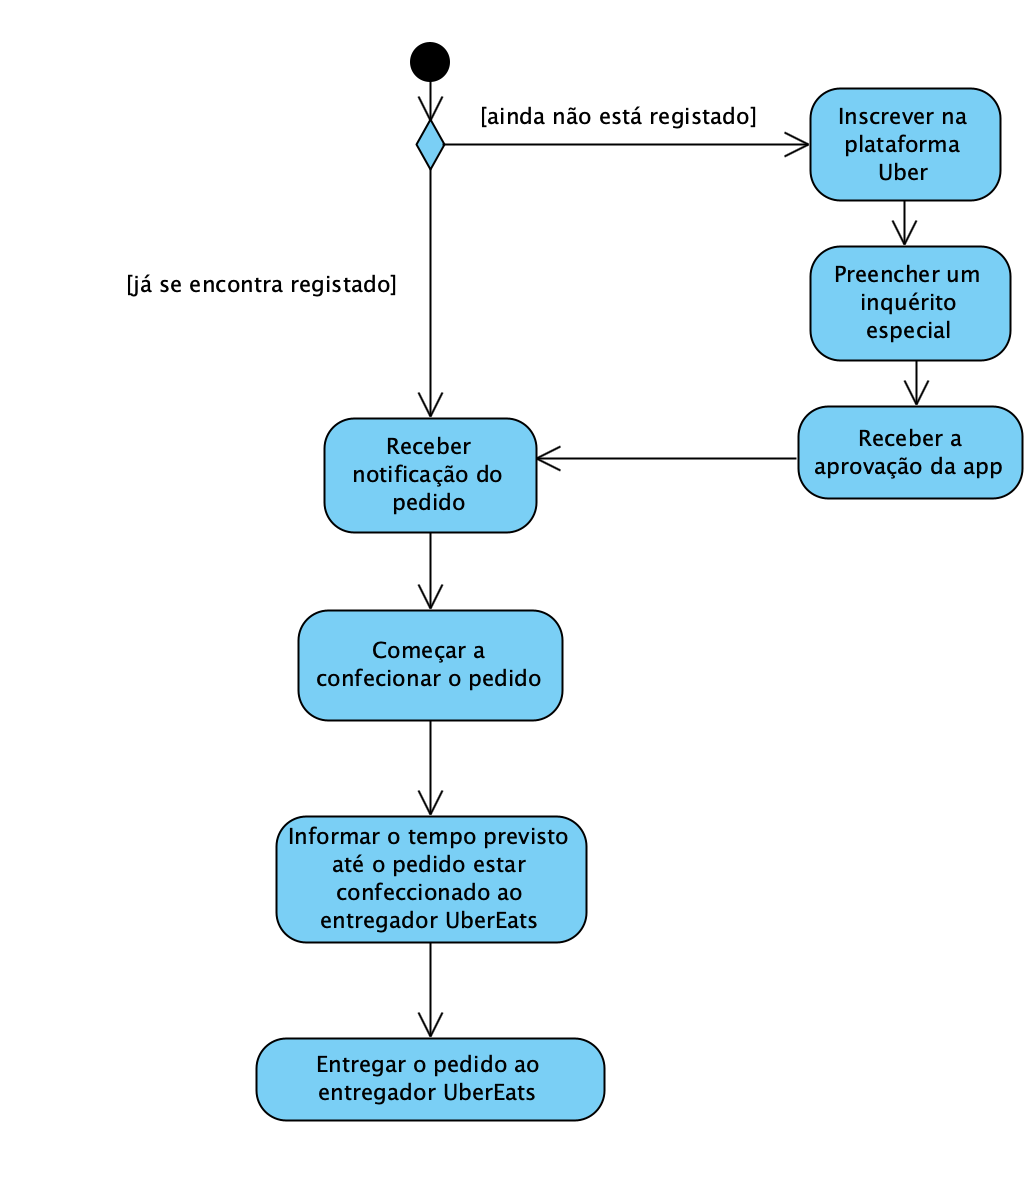 [ainda não está registado]
Inscrever na
plataforma
Uber
Preencher um
inquérito
especial
[já se encontra registado]
Receber a
aprovação da app
Receber
notificação do
pedido
Começar a
confecionar o pedido
Informar o tempo previsto
até o pedido estar
confeccionado ao
entregador UberEats
Entregar o pedido ao
entregador UberEats